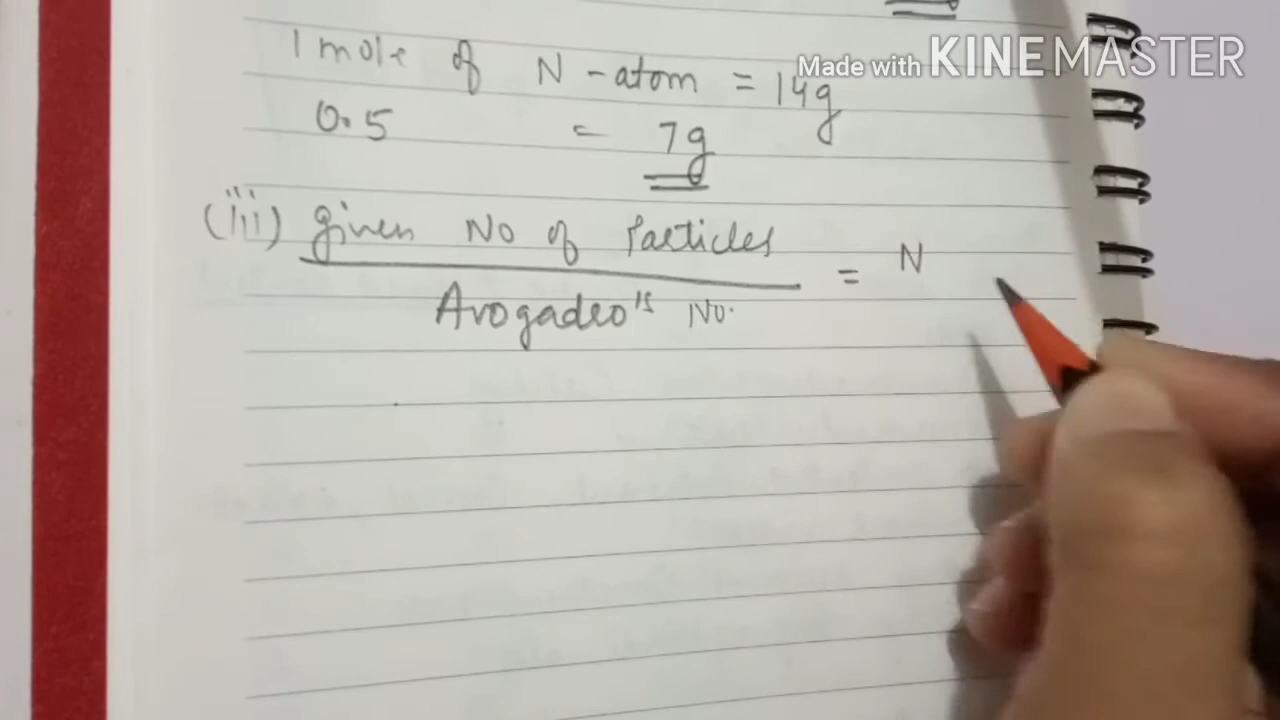 Made with KINEMASTER
1 mole of N-atom = 14g
0.5 = 7g
(iii) given No of Particles
= N
Avogadro's No.